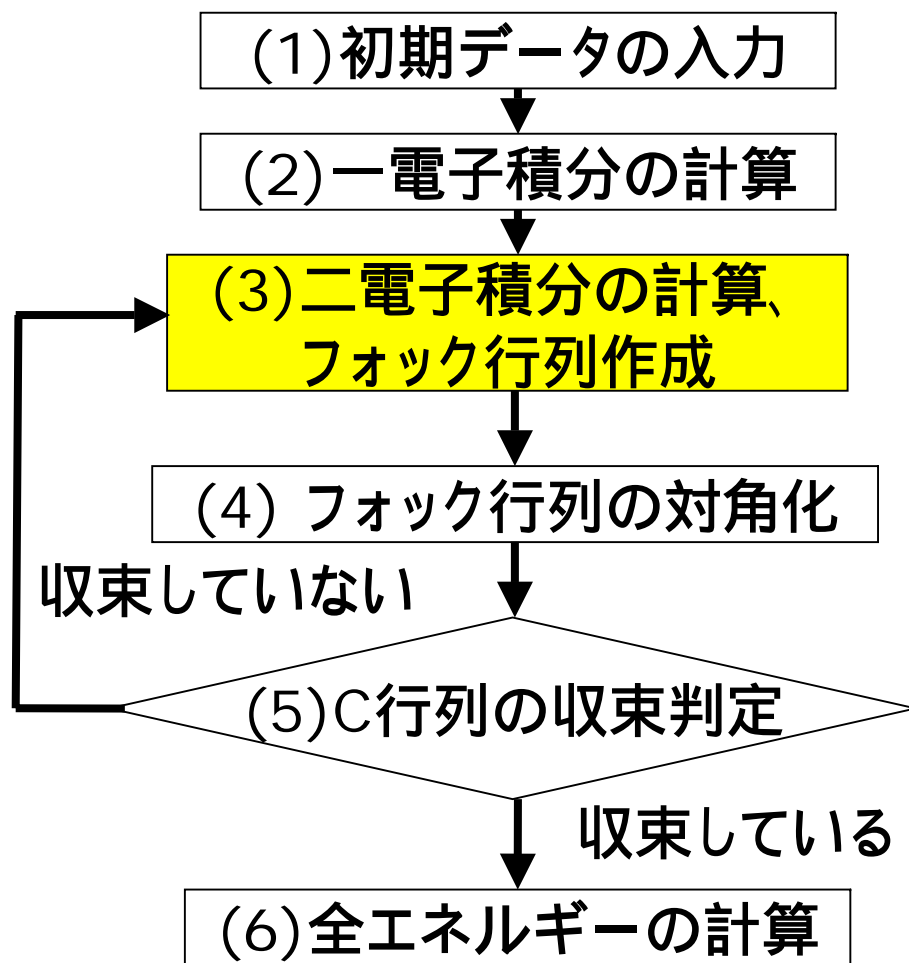 (1)初期データの入力
(2)一電子積分の計算
(3)二電子積分の計算、
フォック行列作成
(4) フォック行列の対角化
収束していない
(5)C行列の収束判定
収束している
(6)全エネルギーの計算